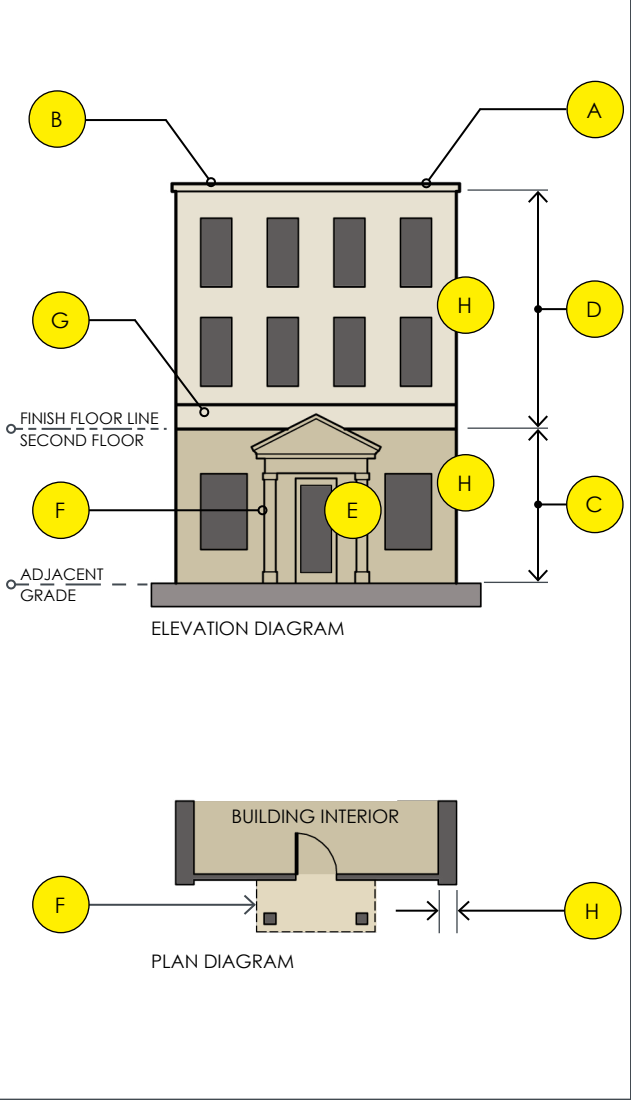 A
B
H
D
G
FINISH FLOOR LINE
SECOND FLOOR
H
F
E
C
ADJACENT
GRADE
ELEVATION DIAGRAM
BUILDING INTERIOR
F
H
PLAN DIAGRAM